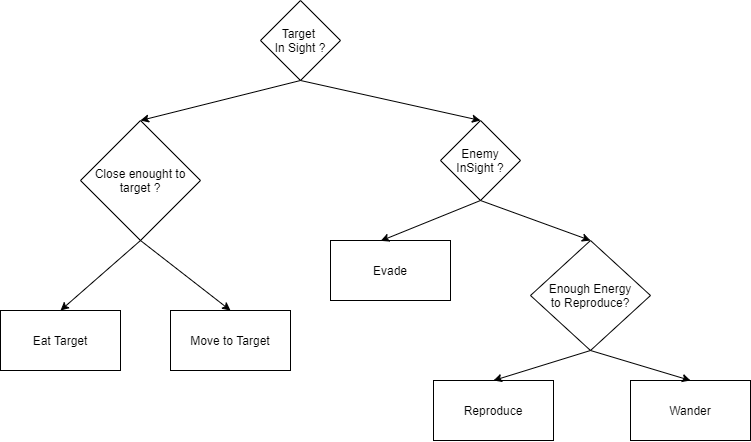 Target
In Sight ?
Close enought to
target ?
Enemy
InSight ?
Evade
Enough Energy
to Reproduce?
Eat Target
Move to Target
Reproduce
Wander